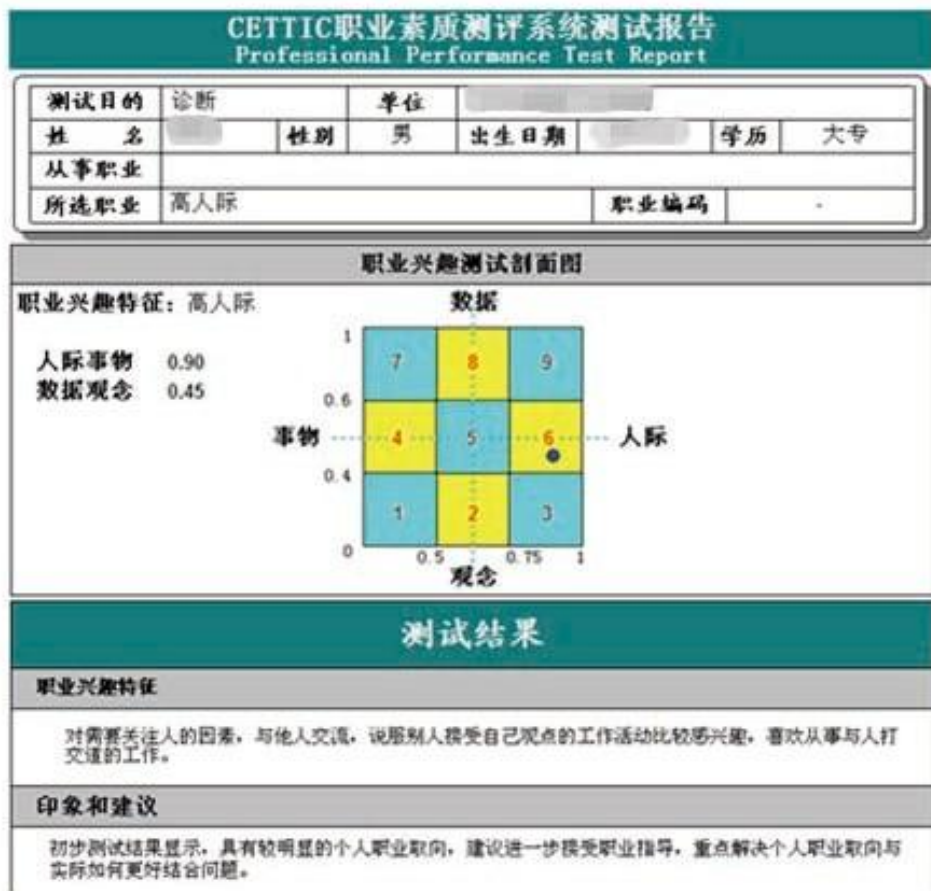 CETTIC职业素质测评系统测试报告
Professional Performance Test Report
测试目的 诊断 单位
姓 名 性别 男 出生日期 学历 大专
从事职业
所选职业 高人际 职业编码 -
职业兴趣测试剖面图
职业兴趣特征：高人际
数据
人际事物 0.90
数据观念 0.45
1
7 8 9
0.6
事物 4 5 6 人际
0.4
1 2 3
0 0.5 0.75 1
观念
测试结果
职业兴趣特征
对需要关注人的因素，与他人交流，说服别人接受自己观点的工作活动比较感兴趣，喜欢从事与人打
交道的工作。
印象和建议
初步测试结果显示，具有较明显的个人职业取向，建议进一步接受职业指导，重点解决个人职业取向与
实际如何更好结合问题。